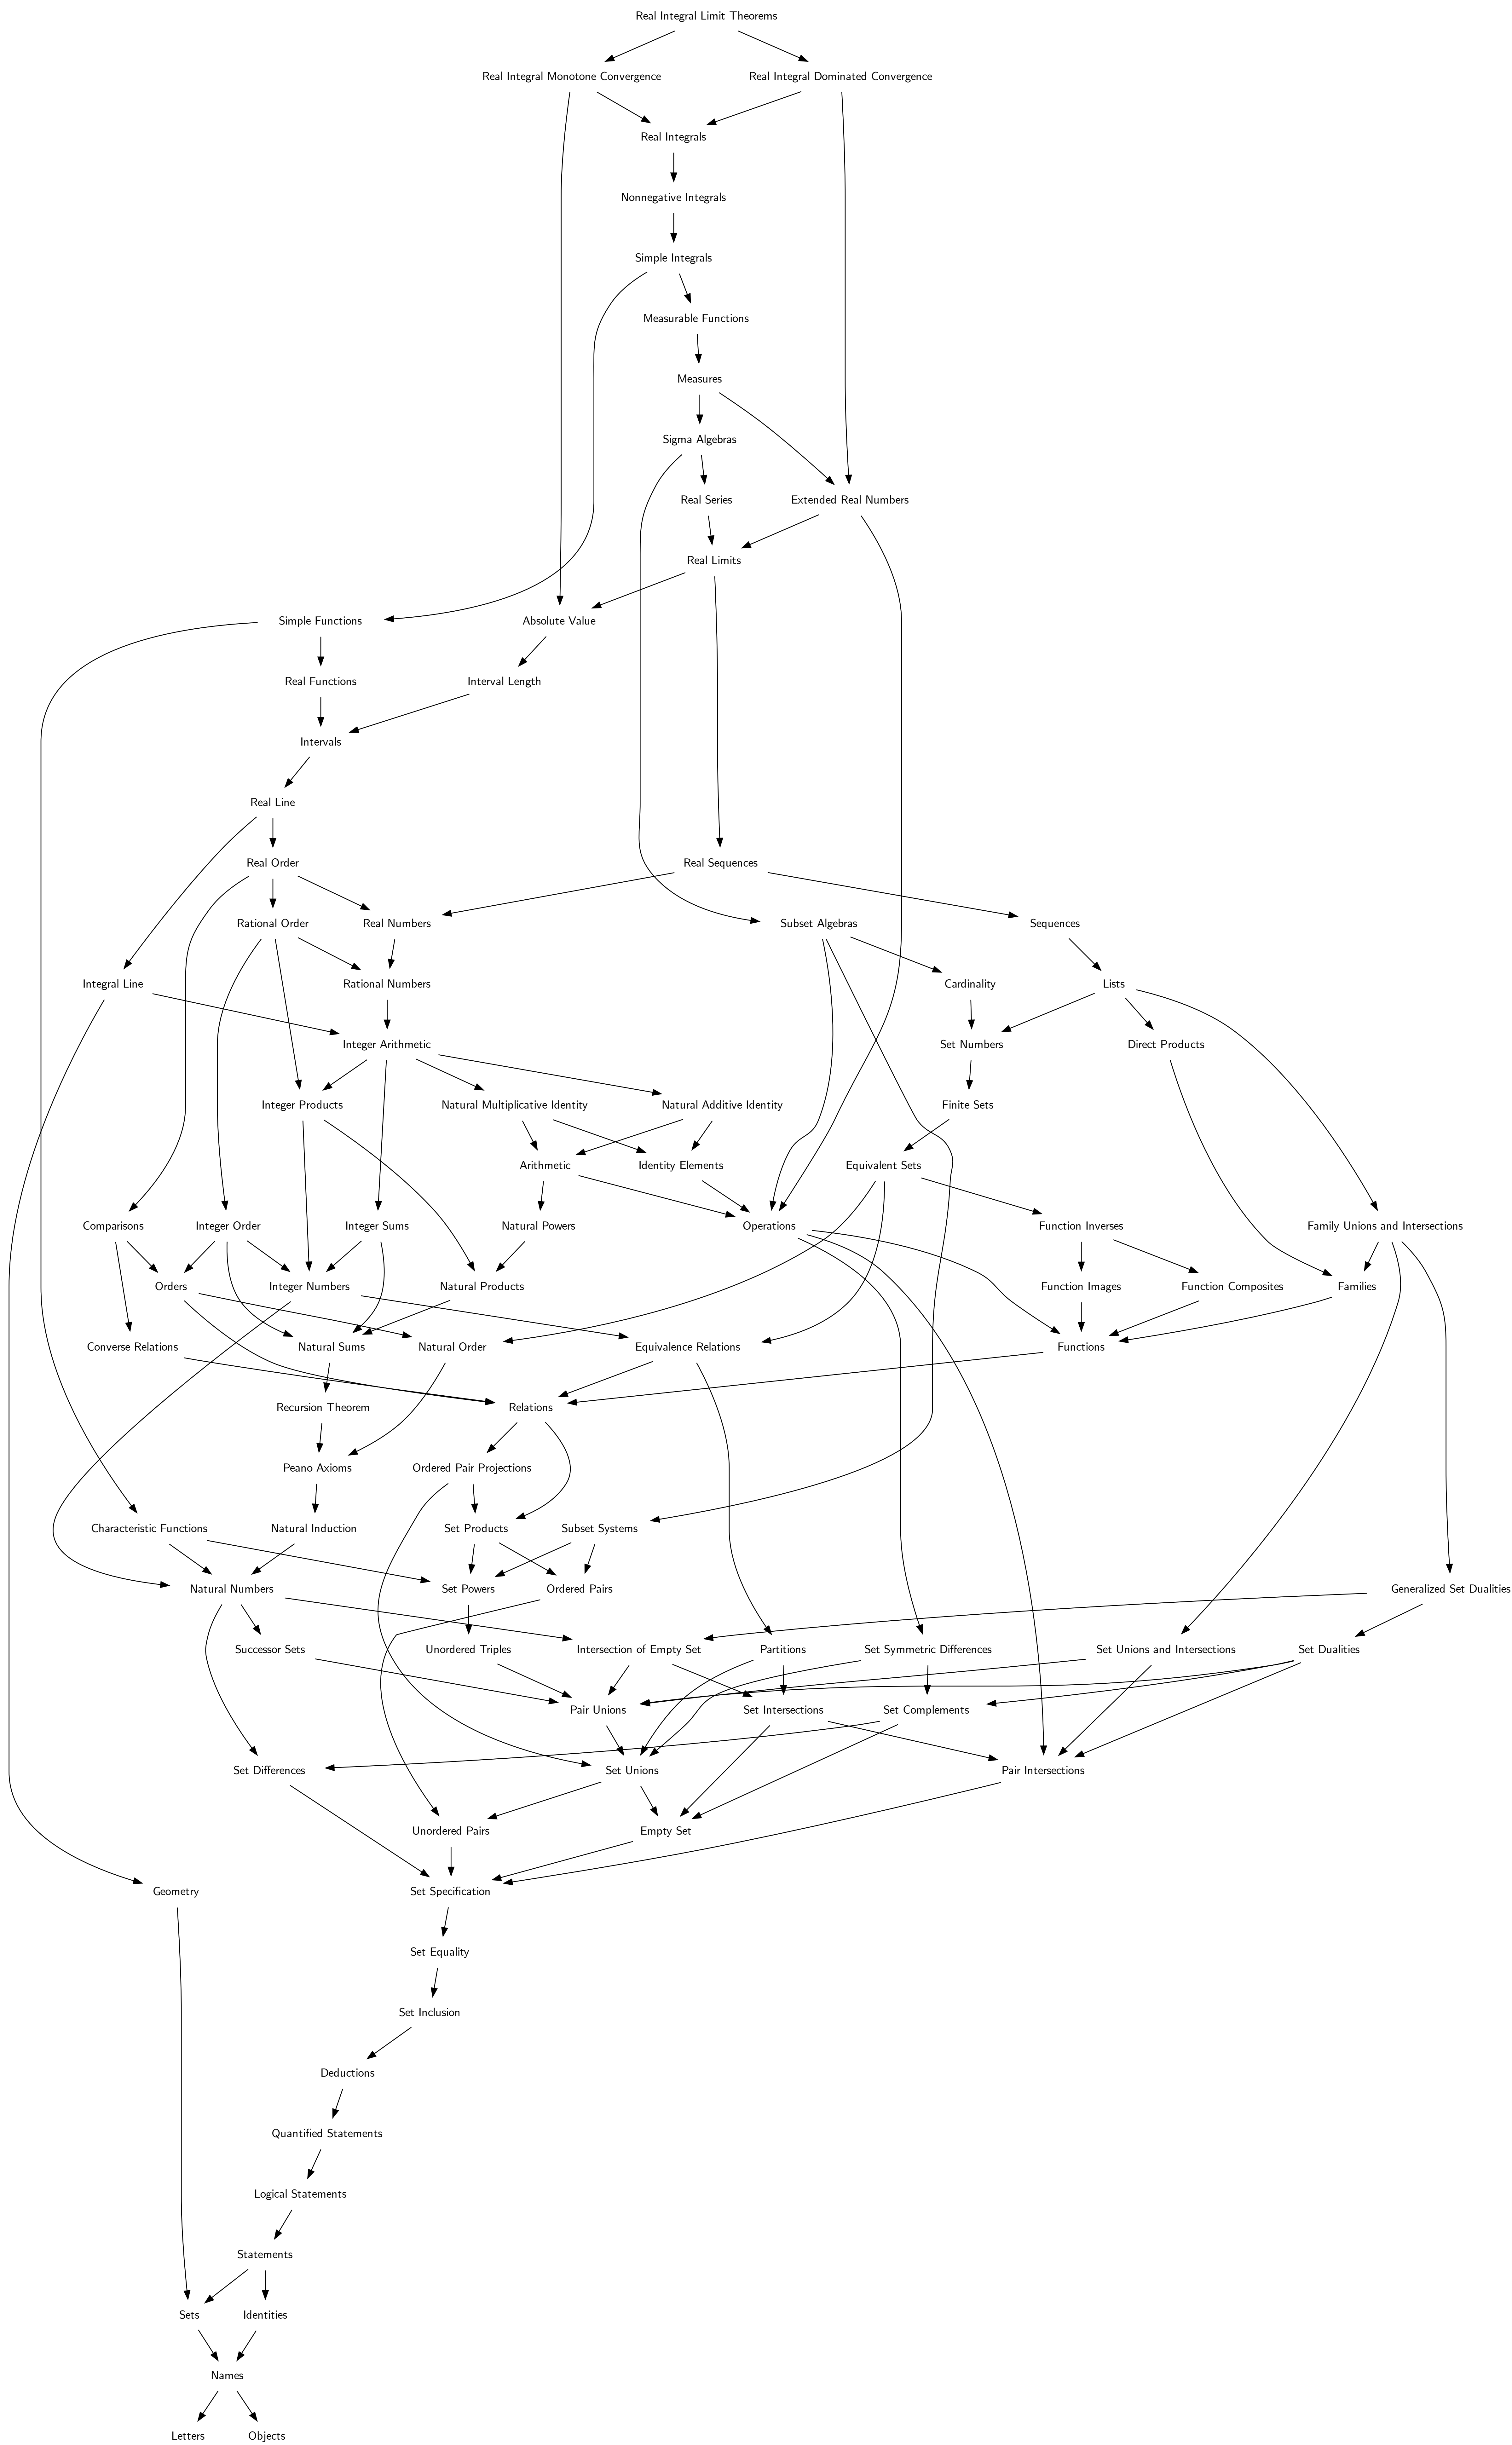 Real Integral Limit Theorems
Real Integral Monotone Convergence
Real Integral Dominated Convergence
Real Integrals
Nonnegative Integrals
Simple Integrals
Measurable Functions
Measures
Sigma Algebras
Real Series
Extended Real Numbers
Real Limits
Simple Functions
Absolute Value
Real Functions
Interval Length
Intervals
Real Line
Real Order
Real Sequences
Rational Order
Real Numbers
Subset Algebras
Sequences
Integral Line
Rational Numbers
Cardinality
Lists
Integer Arithmetic
Set Numbers
Direct Products
Integer Products
Natural Multiplicative Identity
Natural Additive Identity
Finite Sets
Arithmetic
Identity Elements
Equivalent Sets
Comparisons
Integer Order
Integer Sums
Natural Powers
Operations
Function Inverses
Family Unions and Intersections
Orders
Integer Numbers
Natural Products
Function Images
Function Composites
Families
Converse Relations
Natural Sums
Natural Order
Equivalence Relations
Functions
Recursion Theorem
Relations
Peano Axioms
Ordered Pair Projections
Characteristic Functions
Natural Induction
Set Products
Subset Systems
Natural Numbers
Set Powers
Ordered Pairs
Generalized Set Dualities
Successor Sets
Unordered Triples
Intersection of Empty Set
Partitions
Set Symmetric Differences
Set Unions and Intersections
Set Dualities
Pair Unions
Set Intersections
Set Complements
Set Differences
Set Unions
Pair Intersections
Unordered Pairs
Empty Set
Geometry
Set Specification
Set Equality
Set Inclusion
Deductions
Quantified Statements
Logical Statements
Statements
Sets
Identities
Names
Letters
Objects